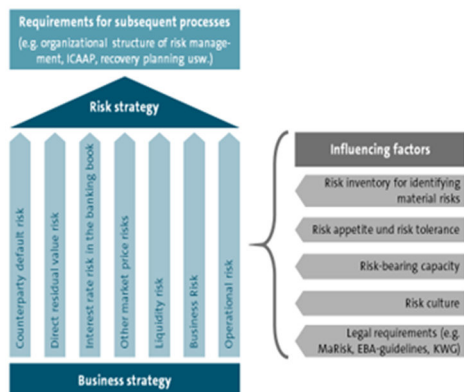 Requirements for subsequent processes
(e.g. organizational structure of risk manage-
ment, ICAAP, recovery planning usw.)
Risk strategy
Counterparty default risk
Direct residual value risk
Interest rate risk in the banking book
Other market price risks
Liquidity risk
Business Risk
Operational risk
Business strategy
Influencing factors
Risk inventory for identifying
material risks
Risk appetite und risk tolerance
Risk-bearing capacity
Risk culture
Legal requirements (e.g.
MaRisk, EBA-guidelines, KWG)